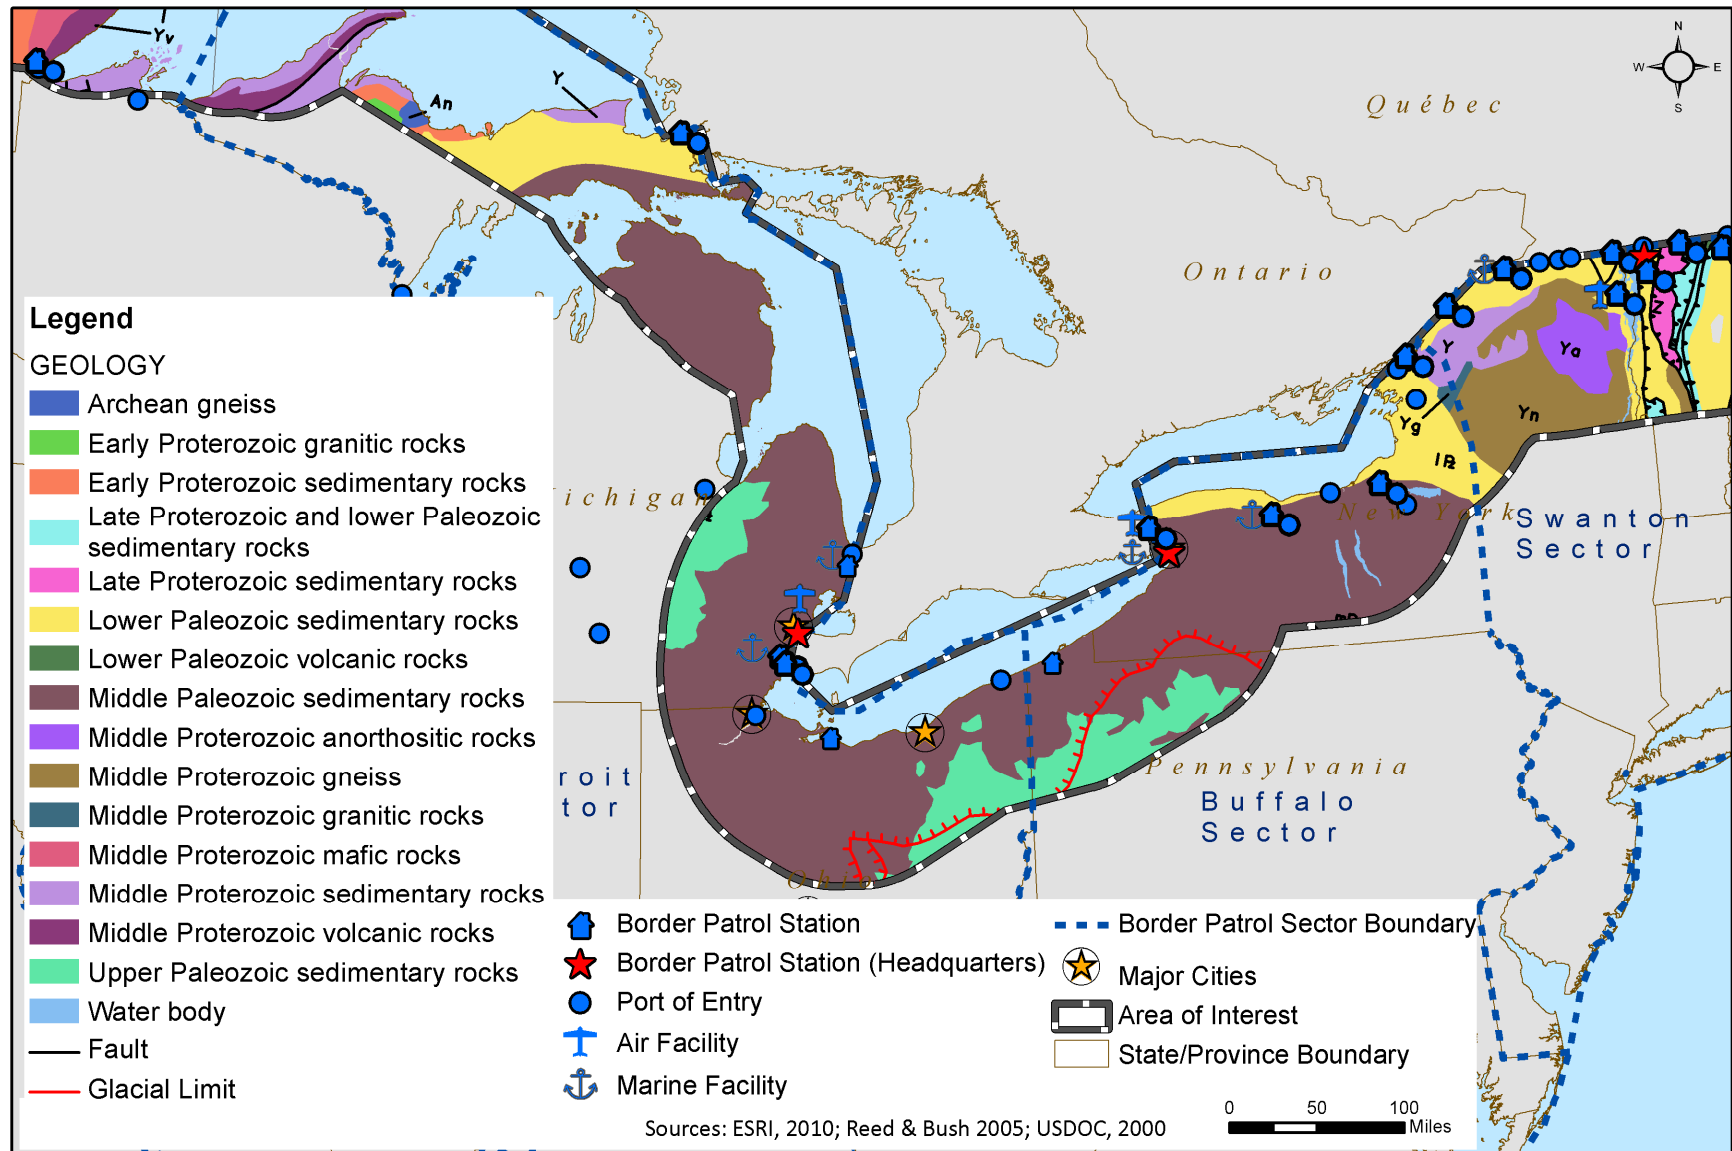 Yv
An
Y
N
W
E
S
Québec
Ontario
ichigan
Y
Ya
Z
Yn
Yg
New York
Swanton
Sector
Pennsylvania
Buffalo
Sector
roit
tor
Ohio
Legend
GEOLOGY
Archean gneiss
Early Proterozoic granitic rocks
Early Proterozoic sedimentary rocks
Late Proterozoic and lower Paleozoic
sedimentary rocks
Late Proterozoic sedimentary rocks
Lower Paleozoic sedimentary rocks
Lower Paleozoic volcanic rocks
Middle Paleozoic sedimentary rocks
Middle Proterozoic anorthositic rocks
Middle Proterozoic gneiss
Middle Proterozoic granitic rocks
Middle Proterozoic mafic rocks
Middle Proterozoic sedimentary rocks
Middle Proterozoic volcanic rocks
Upper Paleozoic sedimentary rocks
Water body
Fault
Glacial Limit
Border Patrol Station
Border Patrol Station (Headquarters)
Port of Entry
Air Facility
Marine Facility
Border Patrol Sector Boundary
Major Cities
Area of Interest
State/Province Boundary
0 50 100
Miles
Sources: ESRI, 2010; Reed & Bush 2005; USDOC, 2000